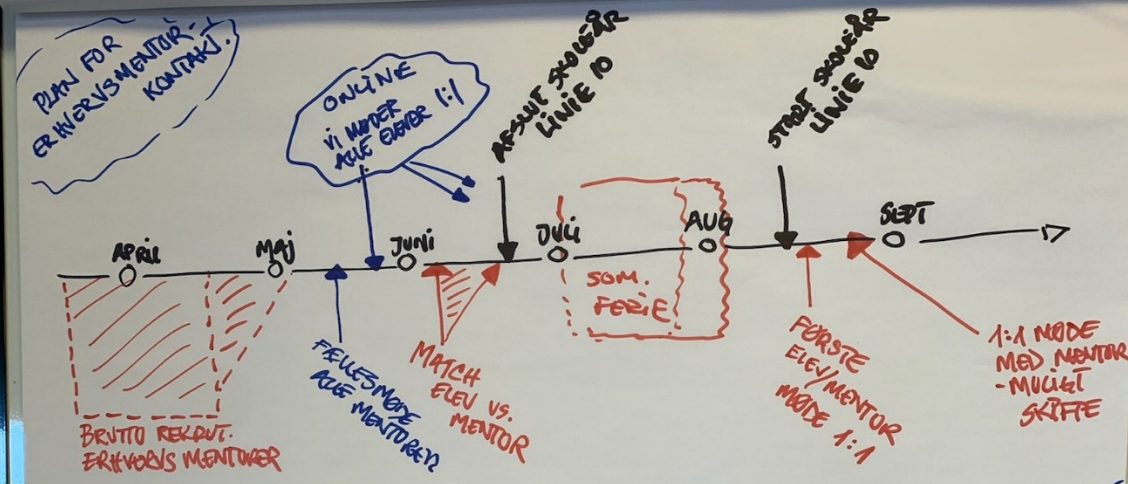 PLAN FOR
ERHVERVSMENTOR-
KONTAKT.
ONLINE
VI MØDER
ALLE ELEVER 1:1
AFSLUT SKOLEÅR
LINIE 10
START SKOLEÅR
LINIE 10
APRIL
MAJ
JUNI
JULI
AUG
SEPT
SOM.
FERIE
BRUTTO REKRUT.
ERHVERVS MENTORER
FÆLLESMØDE
ALLE MENTORER
MATCH
ELEV VS.
MENTOR
FØRSTE
ELEV/MENTOR
MØDE 1:1
1:1 MØDE
MED MENTOR
- MULIGT
SKIFTE